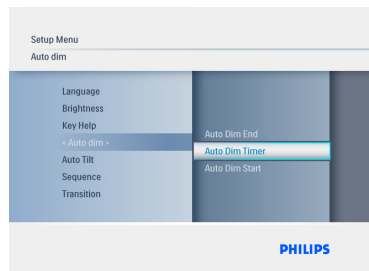 Setup Menu
Auto dim
Language
Brightness
Key Help
< Auto dim >
Auto Tilt
Sequence
Transition
Auto Dim End
Auto Dim Timer
Auto Dim Start
PHILIPS